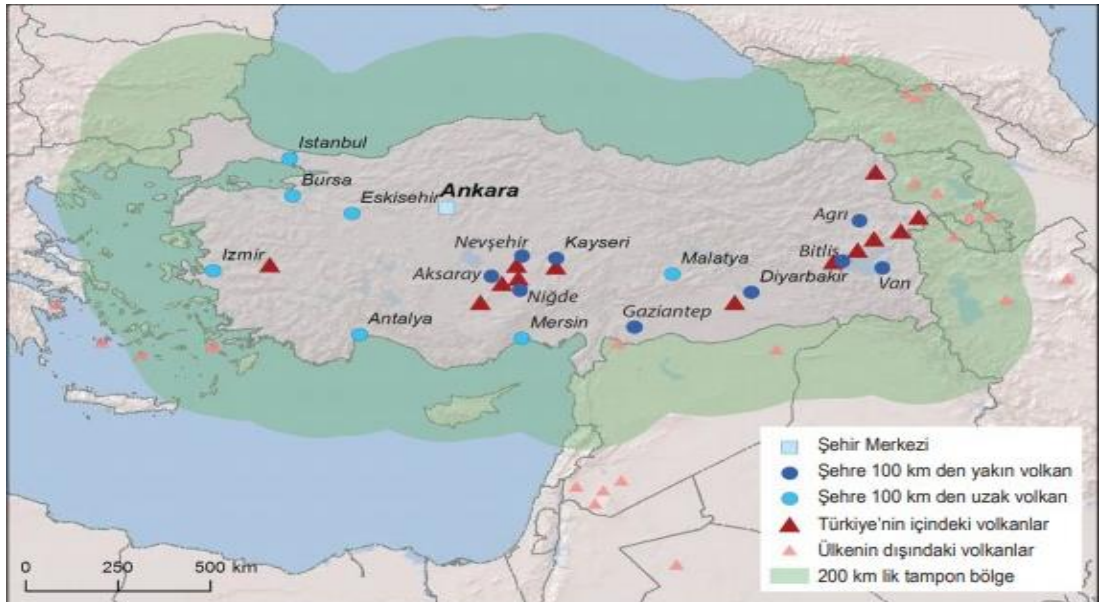 Istanbul
Bursa
Eskisehir
Ankara
Izmir
Nevşehir
Kayseri
Aksaray
Niğde
Malatya
Agrı
Bitlis
Diyarbakır
Van
Gaziantep
Antalya
Mersin
Şehir Merkezi
Şehre 100 km den yakın volkan
Şehre 100 km den uzak volkan
Türkiye'nin içindeki volkanlar
Ülkenin dışındaki volkanlar
200 km lik tampon bölge
0 250 500 km